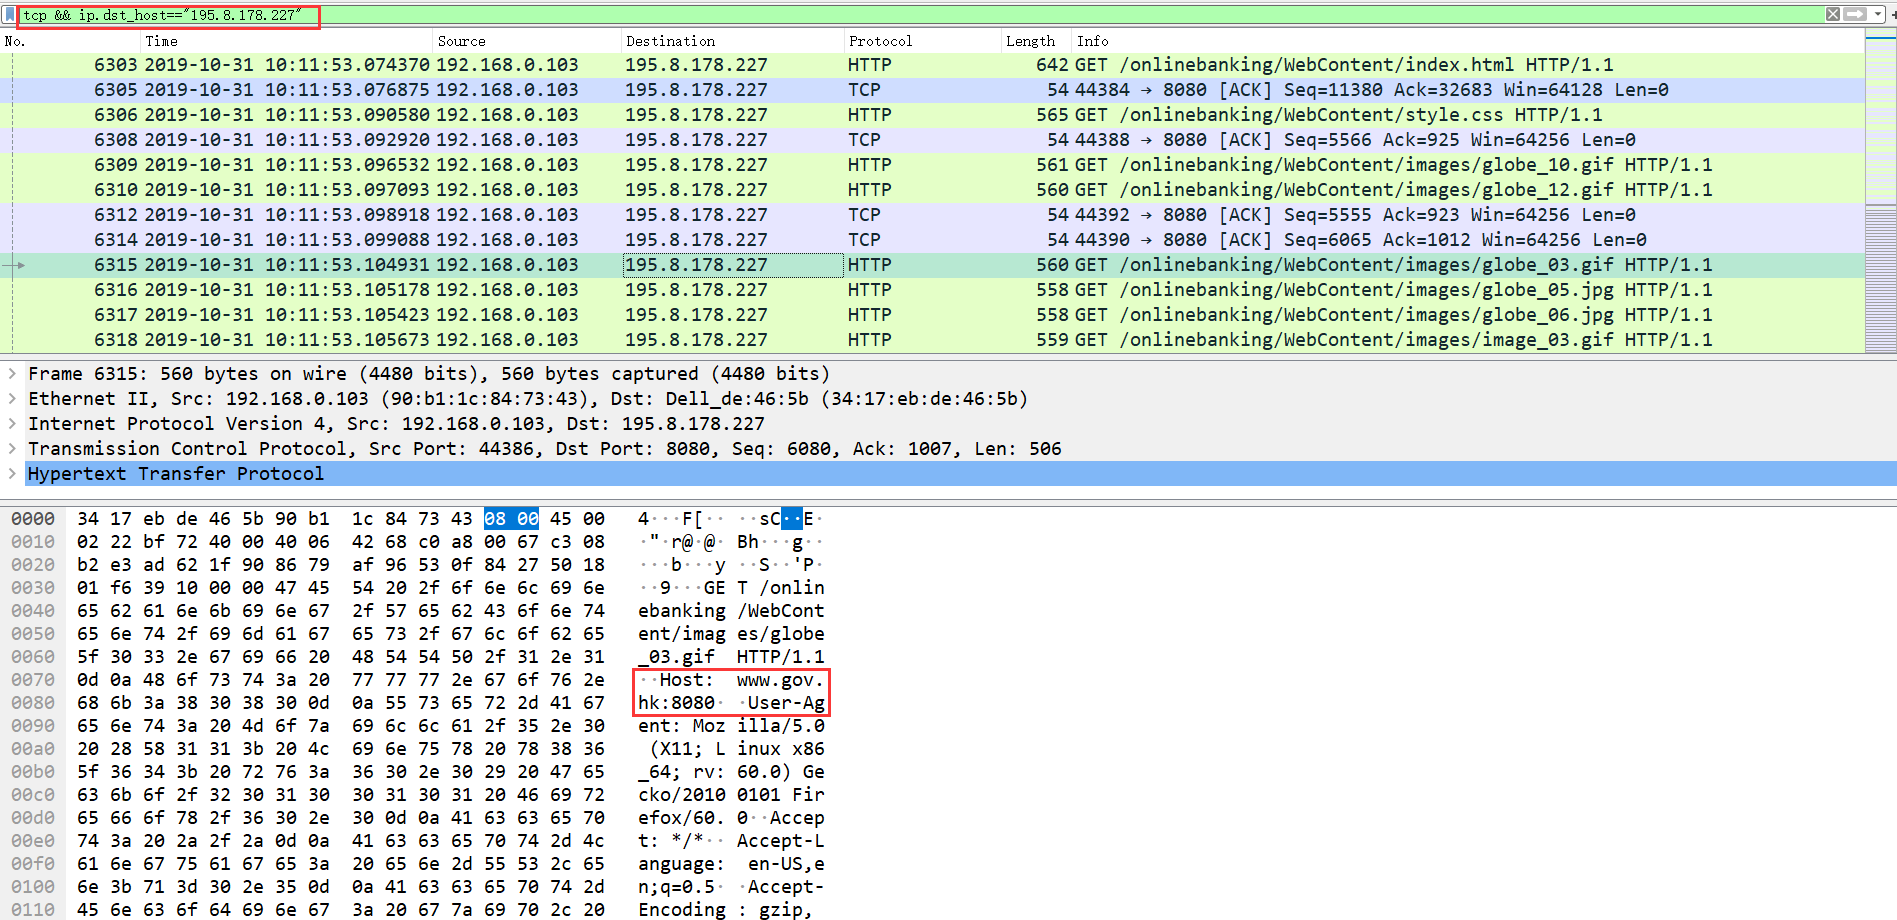 tcp && ip.dst_host=="195.8.178.227"
No. Time Source Destination Protocol Length Info
6303 2019-10-31 10:11:53.074370 192.168.0.103 195.8.178.227 HTTP 642 GET /onlinebanking/WebContent/index.html HTTP/1.1
6305 2019-10-31 10:11:53.076875 192.168.0.103 195.8.178.227 TCP 54 44384 → 8080 [ACK] Seq=11380 Ack=32683 Win=64128 Len=0
6306 2019-10-31 10:11:53.090580 192.168.0.103 195.8.178.227 HTTP 565 GET /onlinebanking/WebContent/style.css HTTP/1.1
6308 2019-10-31 10:11:53.092920 192.168.0.103 195.8.178.227 TCP 54 44388 → 8080 [ACK] Seq=5566 Ack=925 Win=64256 Len=0
6309 2019-10-31 10:11:53.096532 192.168.0.103 195.8.178.227 HTTP 561 GET /onlinebanking/WebContent/images/globe_10.gif HTTP/1.1
6310 2019-10-31 10:11:53.097093 192.168.0.103 195.8.178.227 HTTP 560 GET /onlinebanking/WebContent/images/globe_12.gif HTTP/1.1
6312 2019-10-31 10:11:53.098918 192.168.0.103 195.8.178.227 TCP 54 44392 → 8080 [ACK] Seq=5555 Ack=923 Win=64256 Len=0
6314 2019-10-31 10:11:53.099088 192.168.0.103 195.8.178.227 TCP 54 44390 → 8080 [ACK] Seq=6065 Ack=1012 Win=64256 Len=0
6315 2019-10-31 10:11:53.104931 192.168.0.103 195.8.178.227 HTTP 560 GET /onlinebanking/WebContent/images/globe_03.gif HTTP/1.1
6316 2019-10-31 10:11:53.105178 192.168.0.103 195.8.178.227 HTTP 558 GET /onlinebanking/WebContent/images/globe_05.jpg HTTP/1.1
6317 2019-10-31 10:11:53.105423 192.168.0.103 195.8.178.227 HTTP 558 GET /onlinebanking/WebContent/images/globe_06.jpg HTTP/1.1
6318 2019-10-31 10:11:53.105673 192.168.0.103 195.8.178.227 HTTP 559 GET /onlinebanking/WebContent/images/image_03.gif HTTP/1.1
Frame 6315: 560 bytes on wire (4480 bits), 560 bytes captured (4480 bits)
Ethernet II, Src: 192.168.0.103 (90:b1:1c:84:73:43), Dst: Dell_de:46:5b (34:17:eb:de:46:5b)
Internet Protocol Version 4, Src: 192.168.0.103, Dst: 195.8.178.227
Transmission Control Protocol, Src Port: 44386, Dst Port: 8080, Seq: 6080, Ack: 1007, Len: 506
Hypertext Transfer Protocol
0000 34 17 eb de 46 5b 90 b1 1c 84 73 43 08 00 45 00 4···F[·· ··sC··E·
0010 02 22 bf 72 40 00 40 06 42 68 c0 a8 00 67 c3 08 ·"·r@·@· Bh···g··
0020 b2 e3 ad 62 1f 90 86 79 af 96 53 0f 84 27 50 18 ···b···y ··S··'P·
0030 01 f6 39 10 00 00 47 45 54 20 2f 6f 6e 6c 69 6e ··9···GE T /onlin
0040 65 62 61 6e 6b 69 6e 67 2f 57 65 62 43 6f 6e 74 ebanking /WebCont
0050 65 6e 74 2f 69 6d 61 67 65 73 2f 67 6c 6f 62 65 ent/imag es/globe
0060 5f 30 33 2e 67 69 66 20 48 54 54 50 2f 31 2e 31 _03.gif HTTP/1.1
0070 0d 0a 48 6f 73 74 3a 20 77 77 77 2e 67 6f 76 2e ··Host: www.gov.
0080 68 6b 3a 38 30 38 30 0d 0a 55 73 65 72 2d 41 67 hk:8080· ·User-Ag
0090 65 6e 74 3a 20 4d 6f 7a 69 6c 6c 61 2f 35 2e 30 ent: Moz illa/5.0
00a0 20 28 58 31 31 3b 20 4c 69 6e 75 78 20 78 38 36 (X11; L inux x86
00b0 5f 36 34 3b 20 72 76 3a 36 30 2e 30 29 20 47 65 _64; rv: 60.0) Ge
00c0 63 6b 6f 2f 32 30 31 30 30 31 30 31 20 46 69 72 cko/2010 0101 Fir
00d0 65 66 6f 78 2f 36 30 2e 30 0d 0a 41 63 63 65 70 efox/60. 0··Accep
00e0 74 3a 20 2a 2f 2a 0d 0a 41 63 63 65 70 74 2d 4c t: */*·· Accept-L
00f0 61 6e 67 75 61 67 65 3a 20 65 6e 2d 55 53 2c 65 anguage: en-US,e
0100 6e 3b 71 3d 30 2e 35 0d 0a 41 63 63 65 70 74 2d n;q=0.5· ·Accept-
0110 45 6e 63 6f 64 69 6e 67 3a 20 67 7a 69 70 2c 20 Encoding : gzip,